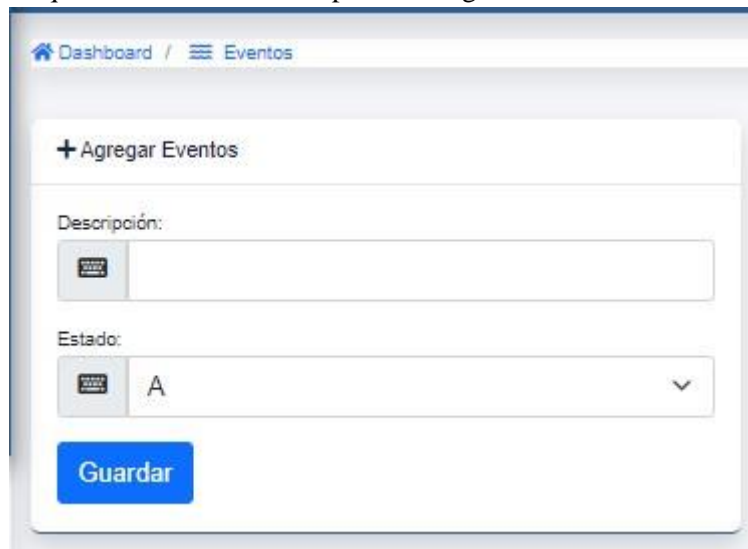 Dashboard / Eventos
Agregar Eventos
Descripción:
Estado:
A
Guardar